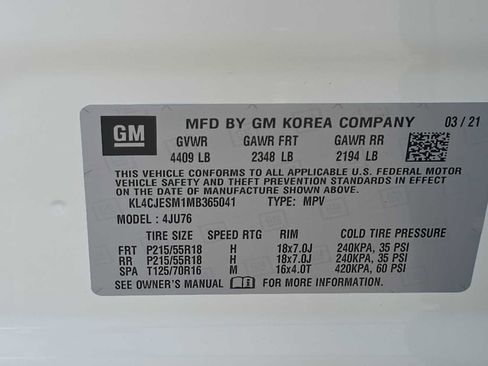 GM
MFD BY GM KOREA COMPANY 03 / 21
GVWR GAWR FRT GAWR RR
4409 LB 2348 LB 2194 LB
THIS VEHICLE CONFORMS TO ALL APPLICABLE U.S. FEDERAL MOTOR
VEHICLE SAFETY AND THEFT PREVENTION STANDARDS IN EFFECT
ON THE DATE OF MANUFACTURE SHOWN ABOVE.
KL4CJESM1MB365041 TYPE: MPV
MODEL : 4JU76
TIRE SIZE SPEED RTG RIM COLD TIRE PRESSURE
FRT P215/55R18 H 18x7.0J 240KPA, 35 PSI
RR P215/55R18 H 18x7.0J 240KPA, 35 PSI
SPA T125/70R16 M 16x4.0T 420KPA, 60 PSI
SEE OWNER'S MANUAL FOR MORE INFORMATION